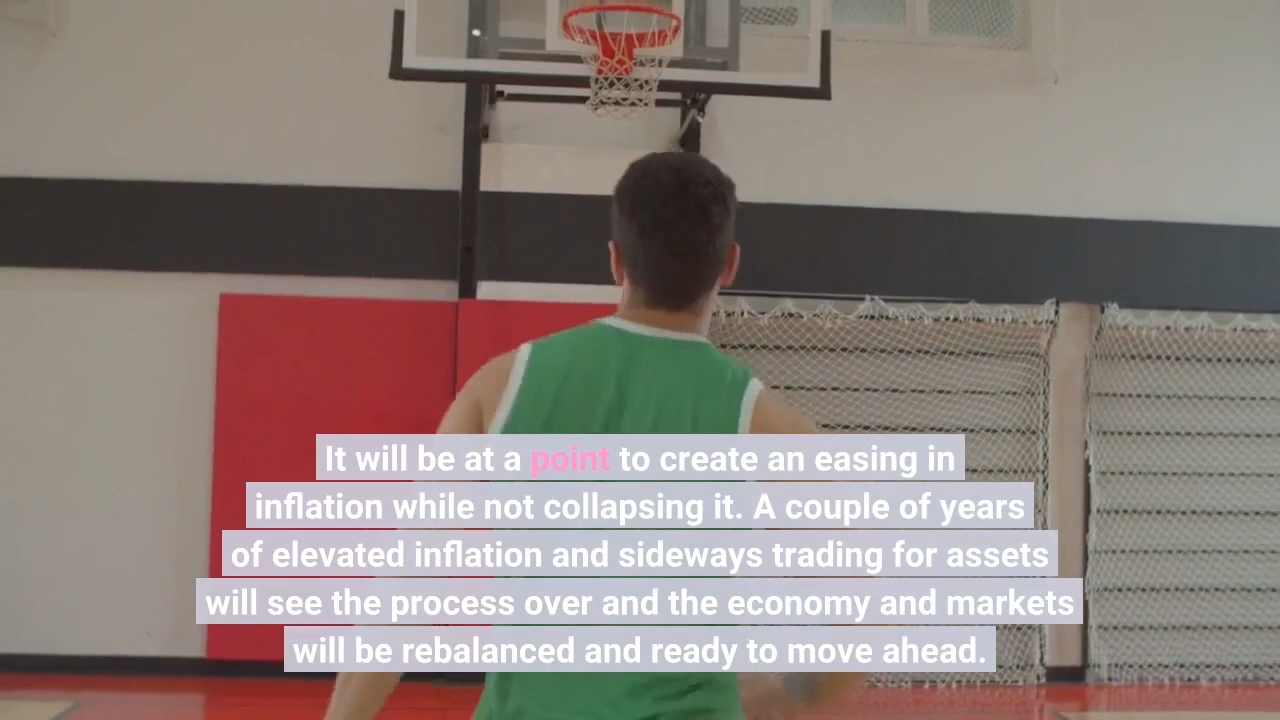 It will be at a point to create an easing in
inflation while not collapsing it. A couple of years
of elevated inflation and sideways trading for assets
will see the process over and the economy and markets
will be rebalanced and ready to move ahead.